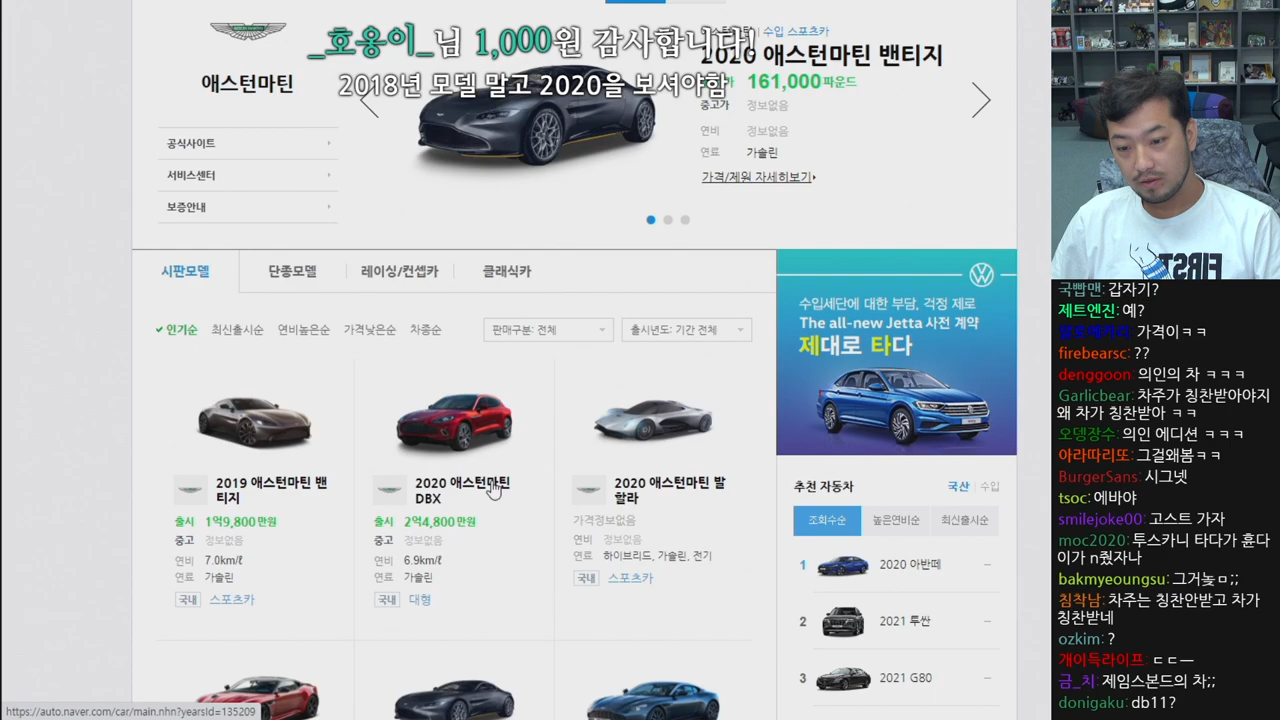 _호옹이_님 1,000원 감사합니다!
2018년 모델 말고 2020을 보셔야함
애스턴마틴
공식사이트
서비스센터
보증안내
수입 스포츠카
2020 애스턴마틴 밴티지
161,000파운드
중고가 정보없음
연비 정보없음
연료 가솔린
가격/제원 자세히보기
시판모델
단종모델
레이싱/컨셉카
클래식카
인기순 최신출시순 연비높은순 가격낮은순 차종순
판매구분: 전체
출시년도: 기간 전체
2019 애스턴마틴 밴
티지
출시 1억9,800만원
중고 정보없음
연비 7.0km/ℓ
연료 가솔린
국내 스포츠카
2020 애스턴마틴
DBX
출시 2억4,800만원
중고 정보없음
연비 6.9km/ℓ
연료 가솔린
국내 대형
2020 애스턴마틴 발
할라
가격정보없음
연비 정보없음
연료 하이브리드, 가솔린, 전기
국내 스포츠카
수입세단에 대한 부담, 걱정 제로
The all-new Jetta 사전 계약
제대로 타다
추천 자동차
국산 수입
조회수순 높은연비순 최신출시순
1 2020 아반떼 –
2 2021 투싼 –
3 2021 G80 –
https://auto.naver.com/car/main.nhn?yearsId=135209
FIRST
국빱맨: 갑자기?
제트엔진: 예?
가격이ㅋㅋ
firebearsc: ??
denggoon: 의인의 차 ㅋㅋㅋ
Garlicbear: 차주가 칭찬받아야지
왜 차가 칭찬받아 ㅋㅋ
오뎅장수: 의인 에디션 ㅋㅋㅋ
아라따리또: 그걸왜봄ㅋㅋ
BurgerSans: 시그넷
tsoc: 에바야
smilejoke00: 고스트 가자
moc2020: 투스카니 타다가 휸다
이가 n줬자나
bakmyeongsu: 그거놏ㅁ;;
침착남: 차주는 칭찬안받고 차가
칭찬받네
ozkim: ?
개이득라이프: ㄷㄷㅡ
금_치: 제임스본드의 차;;
donigaku: db11?